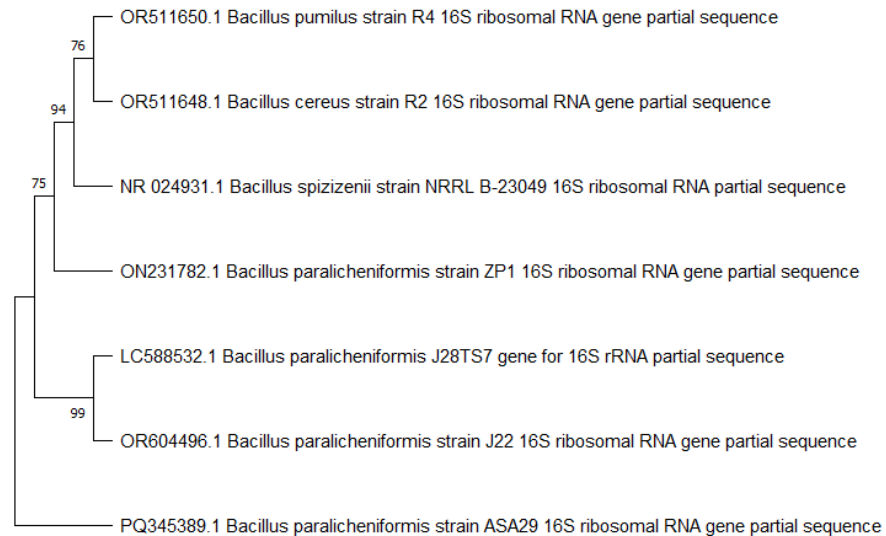 OR511650.1 Bacillus pumilus strain R4 16S ribosomal RNA gene partial sequence
76
OR511648.1 Bacillus cereus strain R2 16S ribosomal RNA gene partial sequence
94
NR 024931.1 Bacillus spizizenii strain NRRL B-23049 16S ribosomal RNA partial sequence
75
ON231782.1 Bacillus paralicheniformis strain ZP1 16S ribosomal RNA gene partial sequence
LC588532.1 Bacillus paralicheniformis J28TS7 gene for 16S rRNA partial sequence
99
OR604496.1 Bacillus paralicheniformis strain J22 16S ribosomal RNA gene partial sequence
PQ345389.1 Bacillus paralicheniformis strain ASA29 16S ribosomal RNA gene partial sequence